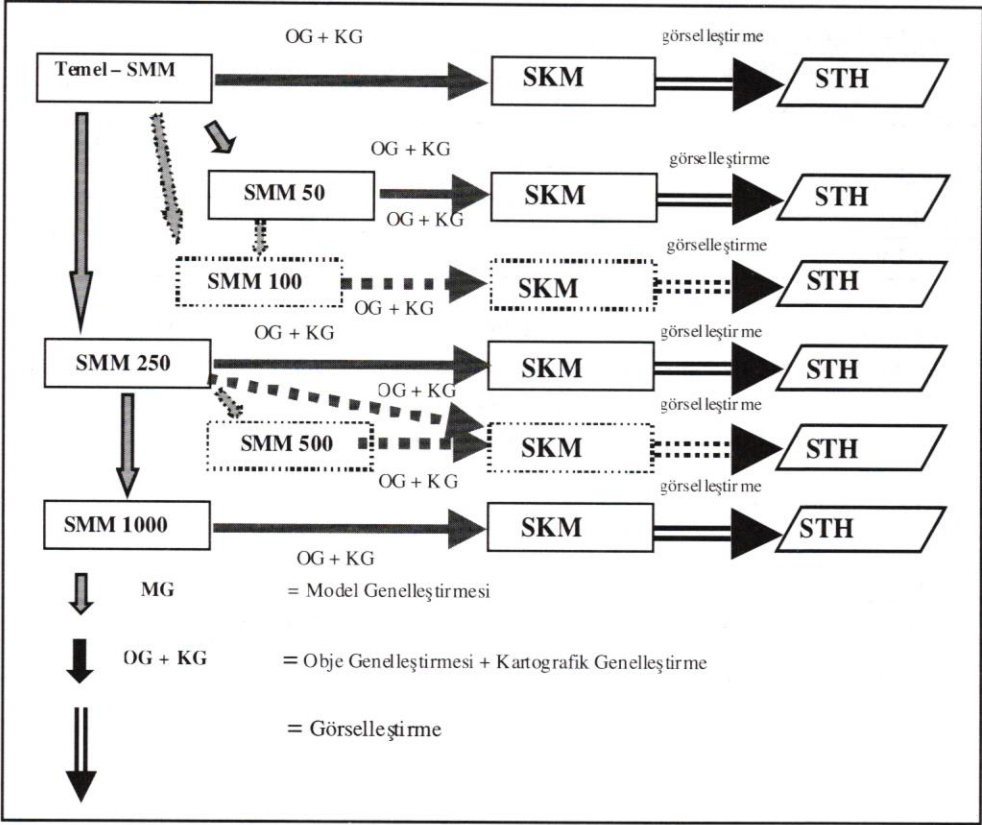 OG + KG
görselleştirme
Temel – SMM
SKM
STH
OG + KG
görselleştirme
SMM 50
SKM
STH
OG + KG
görselleştirme
SMM 100
SKM
STH
OG + KG
OG + KG
görselleştirme
SMM 250
SKM
STH
OG + KG
görselleştirme
SMM 500
SKM
STH
OG + KG
görselleştirme
SMM 1000
SKM
STH
OG + KG
MG = Model Genelleştirmesi
OG + KG = Obje Genelleştirmesi + Kartografik Genelleştirme
= Görselleştirme